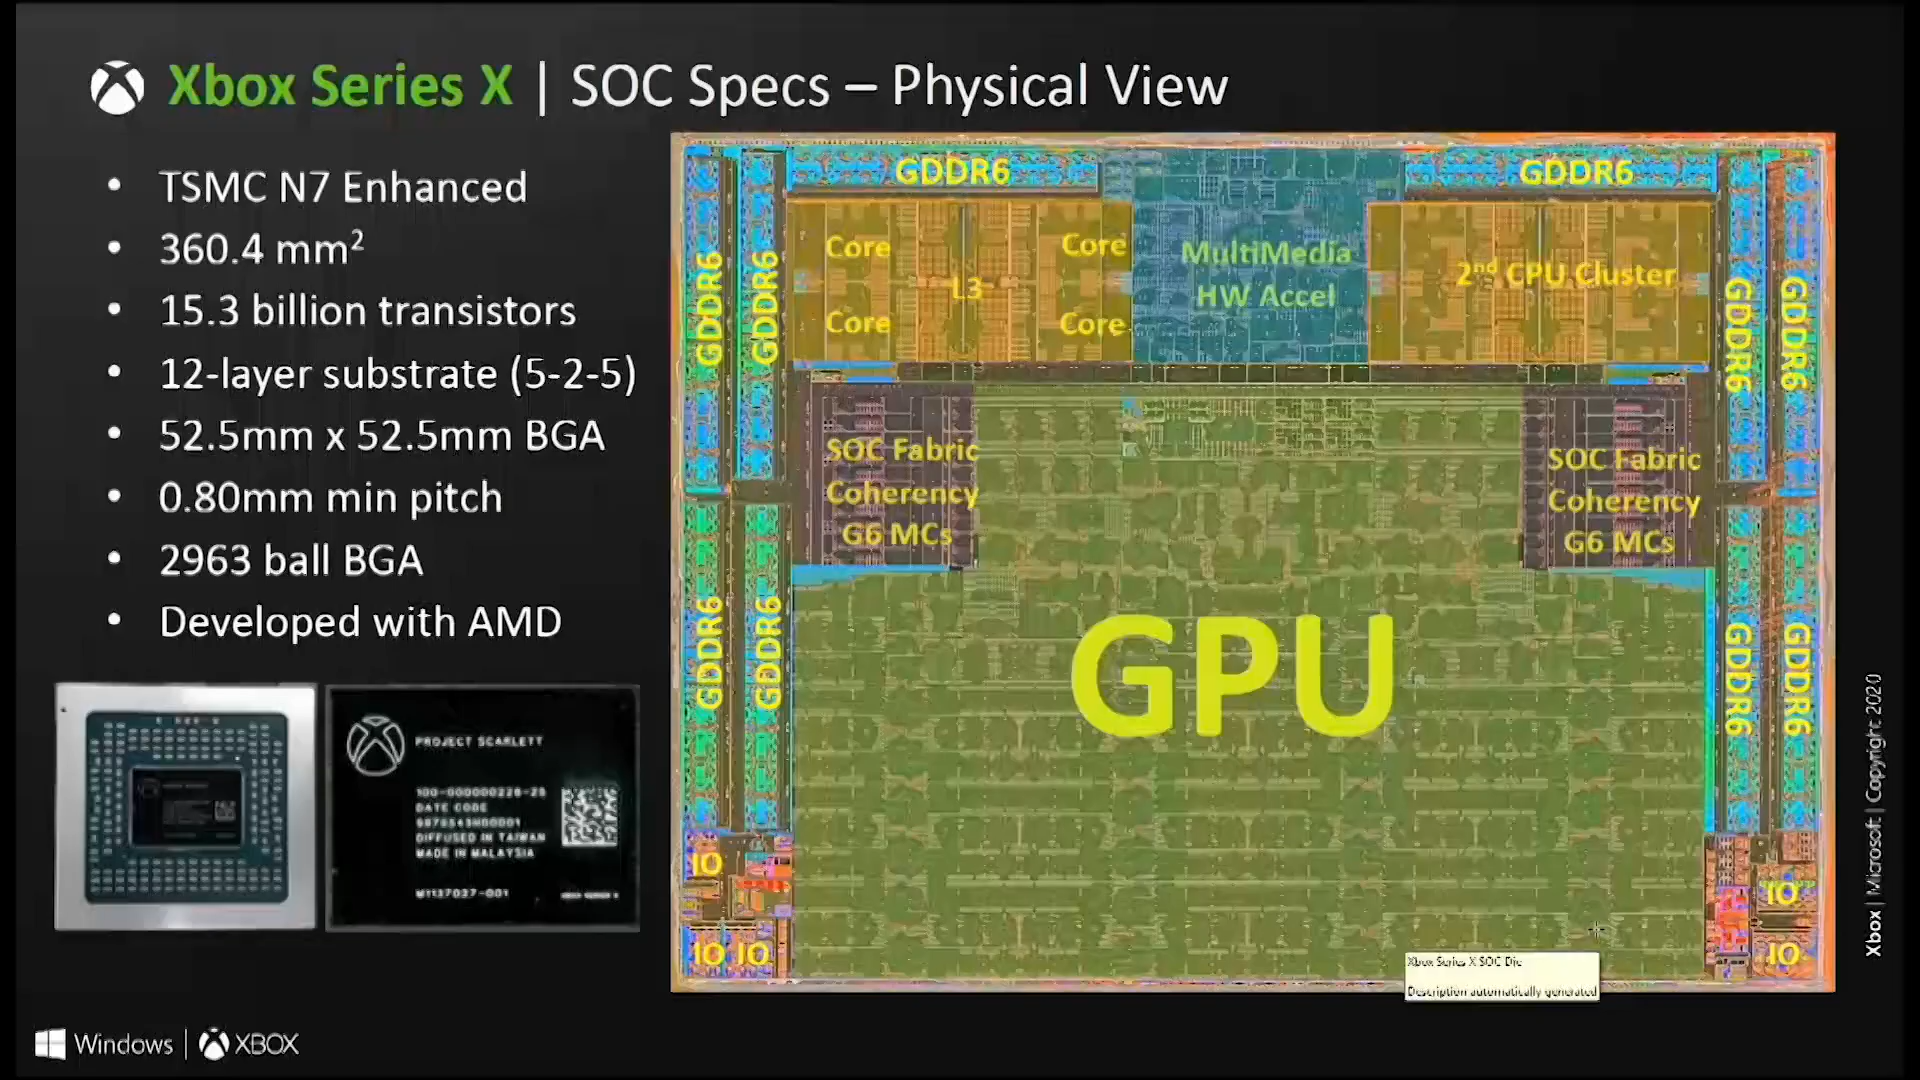 Xbox Series X | SOC Specs – Physical View
• TSMC N7 Enhanced
• 360.4 mm²
• 15.3 billion transistors
• 12-layer substrate (5-2-5)
• 52.5mm x 52.5mm BGA
• 0.80mm min pitch
• 2963 ball BGA
• Developed with AMD
PROJECT SCARLETT
100-000000226-25
DATE CODE
DIFFUSED IN TAIWAN
MADE IN MALAYSIA
M1137027-001
GDDR6
GDDR6
GDDR6
GDDR6
GDDR6
GDDR6
Core
Core
L3
Core
Core
MultiMedia
HW Accel
2nd CPU Cluster
SOC Fabric
Coherency
G6 MCs
SOC Fabric
Coherency
G6 MCs
GPU
GDDR6
GDDR6
GDDR6
GDDR6
IO
IO IO
IO
IO
Xbox Series X SOC Die
Description automatically generated
Xbox | Microsoft | Copyright 2020
Windows | XBOX